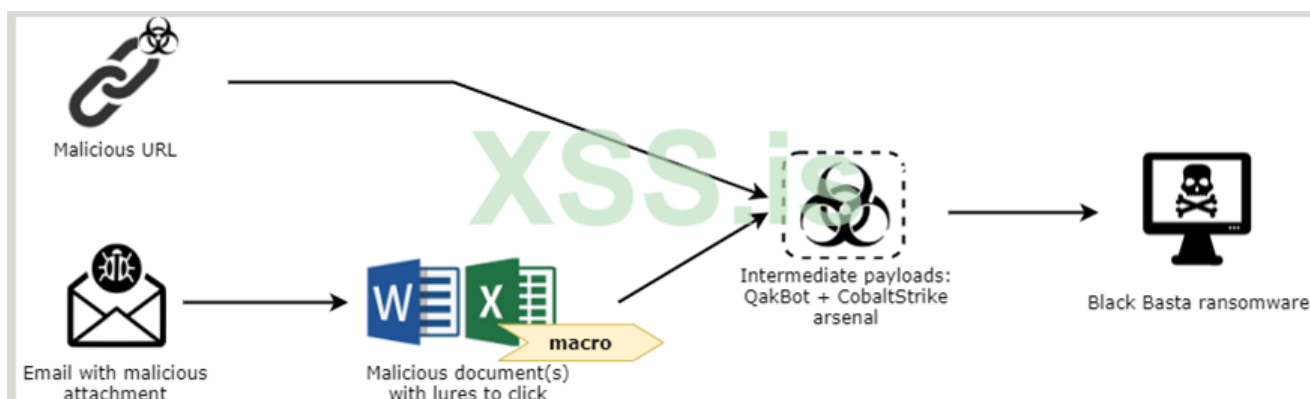 XSS.is
Malicious URL
Intermediate payloads:
QakBot + CobaltStrike
arsenal
Black Basta ransomware
W
X
macro
Email with malicious
attachment
Malicious document(s)
with lures to click